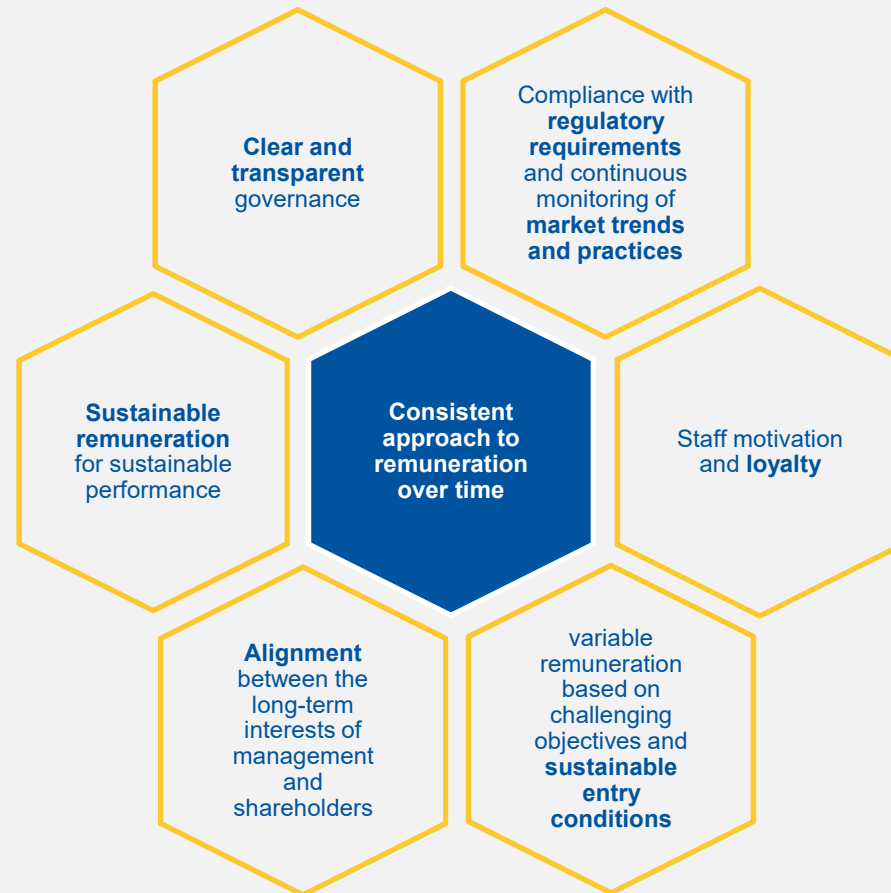 Clear and
transparent
governance
Compliance with
regulatory
requirements
and continuous
monitoring of
market trends
and practices
Sustainable
remuneration
for sustainable
performance
Consistent
approach to
remuneration
over time
Staff motivation
and loyalty
Alignment
between the
long-term
interests of
management
and
shareholders
variable
remuneration
based on
challenging
objectives and
sustainable
entry
conditions